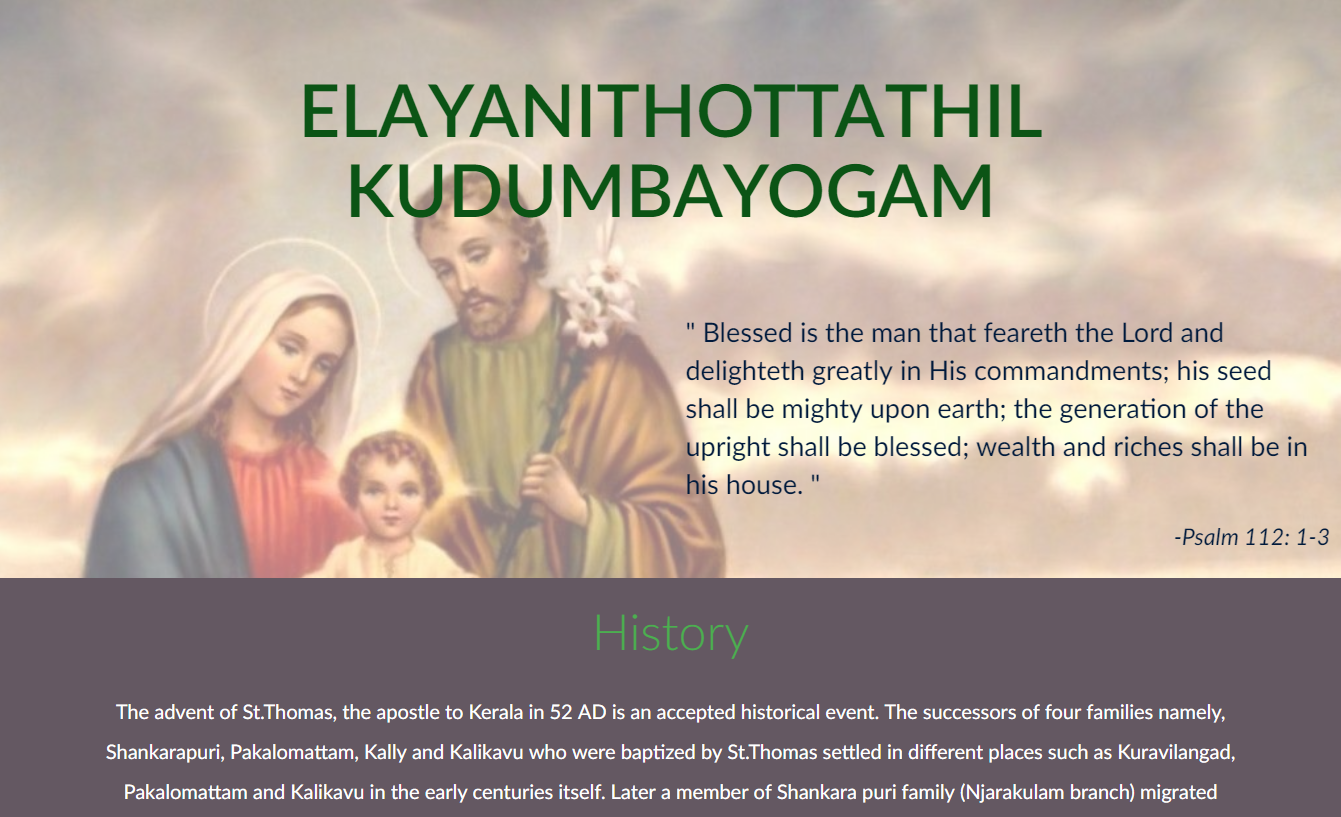 ELAYANITHOTTATHIL
KUDUMBAYOGAM
" Blessed is the man that feareth the Lord and
delighteth greatly in His commandments; his seed
shall be mighty upon earth; the generation of the
upright shall be blessed; wealth and riches shall be in
his house. "
-Psalm 112: 1-3
History
The advent of St.Thomas, the apostle to Kerala in 52 AD is an accepted historical event. The successors of four families namely,
Shankarapuri, Pakalomattam, Kally and Kalikavu who were baptized by St.Thomas settled in different places such as Kuravilangad,
Pakalomattam and Kalikavu in the early centuries itself. Later a member of Shankara puri family (Njarakulam branch) migrated